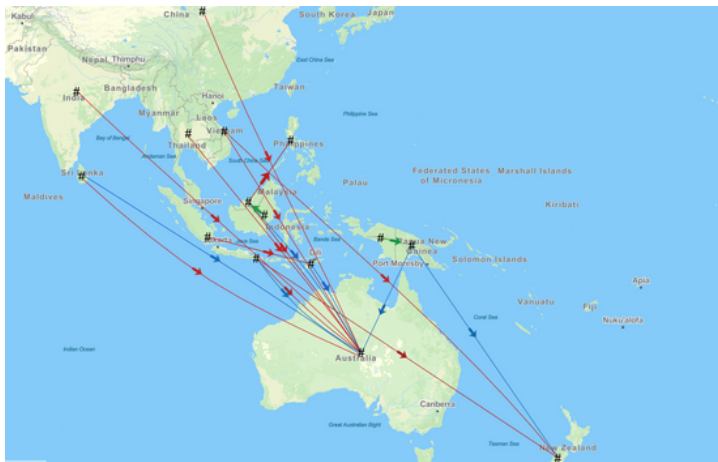 Kabul
China
#
South Korea
Japan
Pakistan
Nepal
Thimphu
East China Sea
#
India
Bangladesh
Hanoi
Taiwan
Myanmar
Laos
Philippine Sea
Bay of Bengal
#
Thailand
#
Vietnam
#
Philippines
Andaman Sea
South China Sea
Sri Lanka
#
Maldives
Singapore
Malaysia
Palau
Federated States
of Micronesia
Marshall Islands
Kiribati
#
#
Indonesia
#
Java Sea
Banda Sea
#
#
Papua New
Guinea
#
Dili
#
Port Moresby
Solomon Islands
Apia
Vanuatu
Fiji
Nuku'alofa
Coral Sea
Indian Ocean
#
Australia
Canberra
Great Australian Bight
Tasman Sea
New Zealand
#